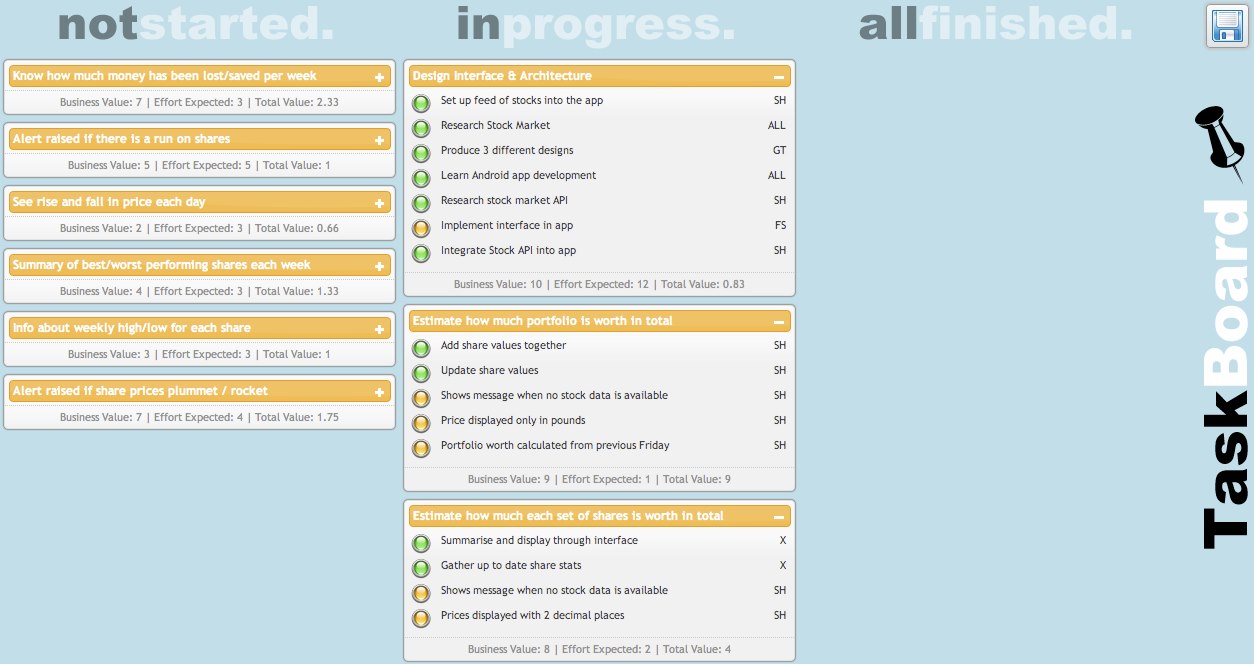 notstarted.
Know how much money has been lost/saved per week
Business Value: 7 | Effort Expected: 3 | Total Value: 2.33
Alert raised if there is a run on shares
Business Value: 5 | Effort Expected: 5 | Total Value: 1
See rise and fall in price each day
Business Value: 2 | Effort Expected: 3 | Total Value: 0.66
Summary of best/worst performing shares each week
Business Value: 4 | Effort Expected: 3 | Total Value: 1.33
Info about weekly high/low for each share
Business Value: 3 | Effort Expected: 3 | Total Value: 1
Alert raised if share prices plummet / rocket
Business Value: 7 | Effort Expected: 4 | Total Value: 1.75
inprogress.
Design Interface & Architecture
Set up feed of stocks into the app SH
Research Stock Market ALL
Produce 3 different designs GT
Learn Android app development ALL
Research stock market API SH
Implement interface in app FS
Integrate Stock API into app SH
Business Value: 10 | Effort Expected: 12 | Total Value: 0.83
Estimate how much portfolio is worth in total
Add share values together SH
Update share values SH
Shows message when no stock data is available SH
Price displayed only in pounds SH
Portfolio worth calculated from previous Friday SH
Business Value: 9 | Effort Expected: 1 | Total Value: 9
Estimate how much each set of shares is worth in total
Summarise and display through interface X
Gather up to date share stats X
Shows message when no stock data is available SH
Prices displayed with 2 decimal places SH
Business Value: 8 | Effort Expected: 2 | Total Value: 4
allfinished.
TaskBoard